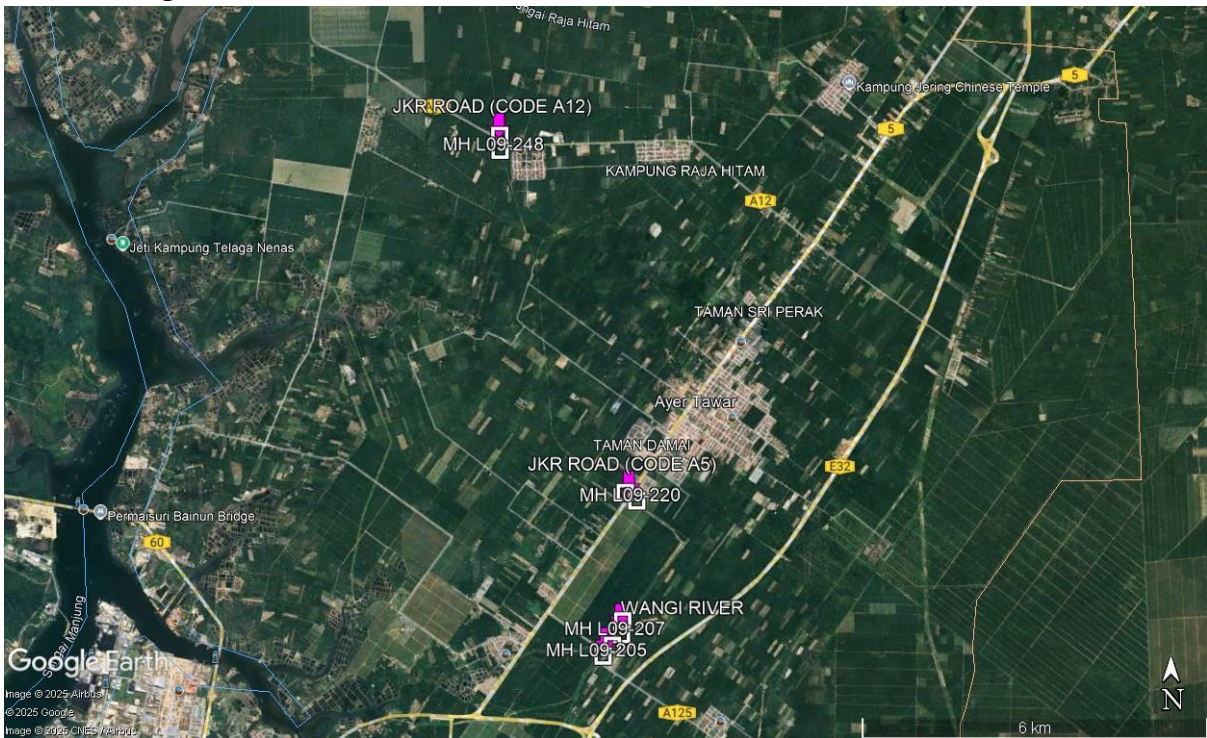 Sungai Raja Hitam
5
Kampung Jering Chinese Temple
JKR ROAD (CODE A12)
5
MH L09-248
KAMPUNG RAJA HITAM
A12
Jeti Kampung Telaga Nenas
TAMAN SRI PERAK
Ayer Tawar
TAMAN DAMAI
JKR ROAD (CODE A5)
E32
MH L09-220
Permaisuri Bainun Bridge
60
WANGI RIVER
MH L09-207
MH L09-205
Sungai Manjung
Google Earth
Image © 2025 Airbus
© 2025 Google
Image © 2025 CNES / Airbus
A125
N
6 km